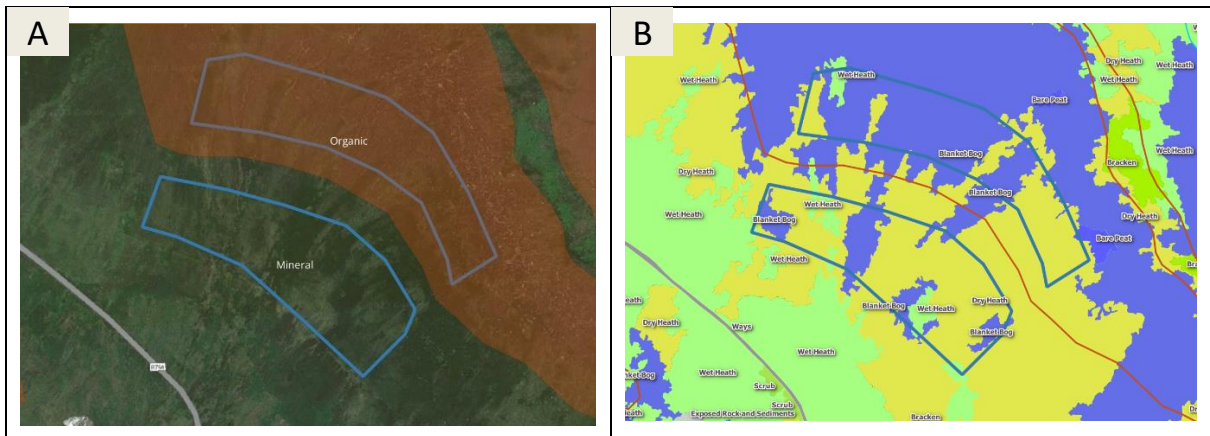 A
Organic
Mineral
R756
B
Wet Heath
Wet Heath
Dry Heath
Wet Heath
Bare Peat
Wet Heath
Bracken
Blanket Bog
Dry Heath
Blanket Bog
Wet Heath
Wet Heath
Blanket Bog
Dry Heath
Bare Peat
Wet Heath
Dry Heath
Blanket Bog
Wet Heath
Dry Heath
Ways
Blanket Bog
Wet Heath
Wet Heath
Scrub
Scrub
Exposed Rock and Sediments
Bracken